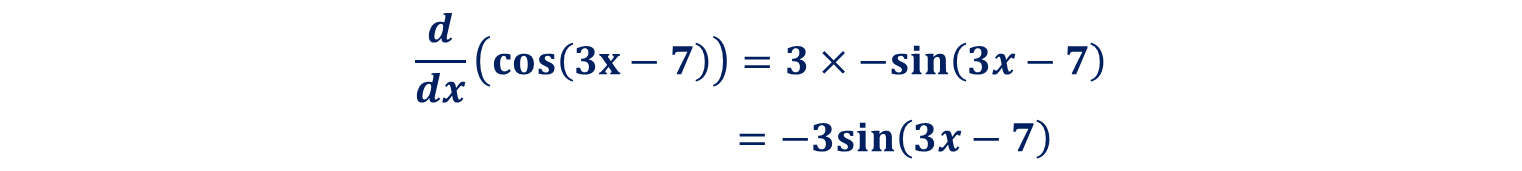 d/dx (cos(3x − 7)) = 3 × −sin(3x − 7)
= −3sin(3x − 7)